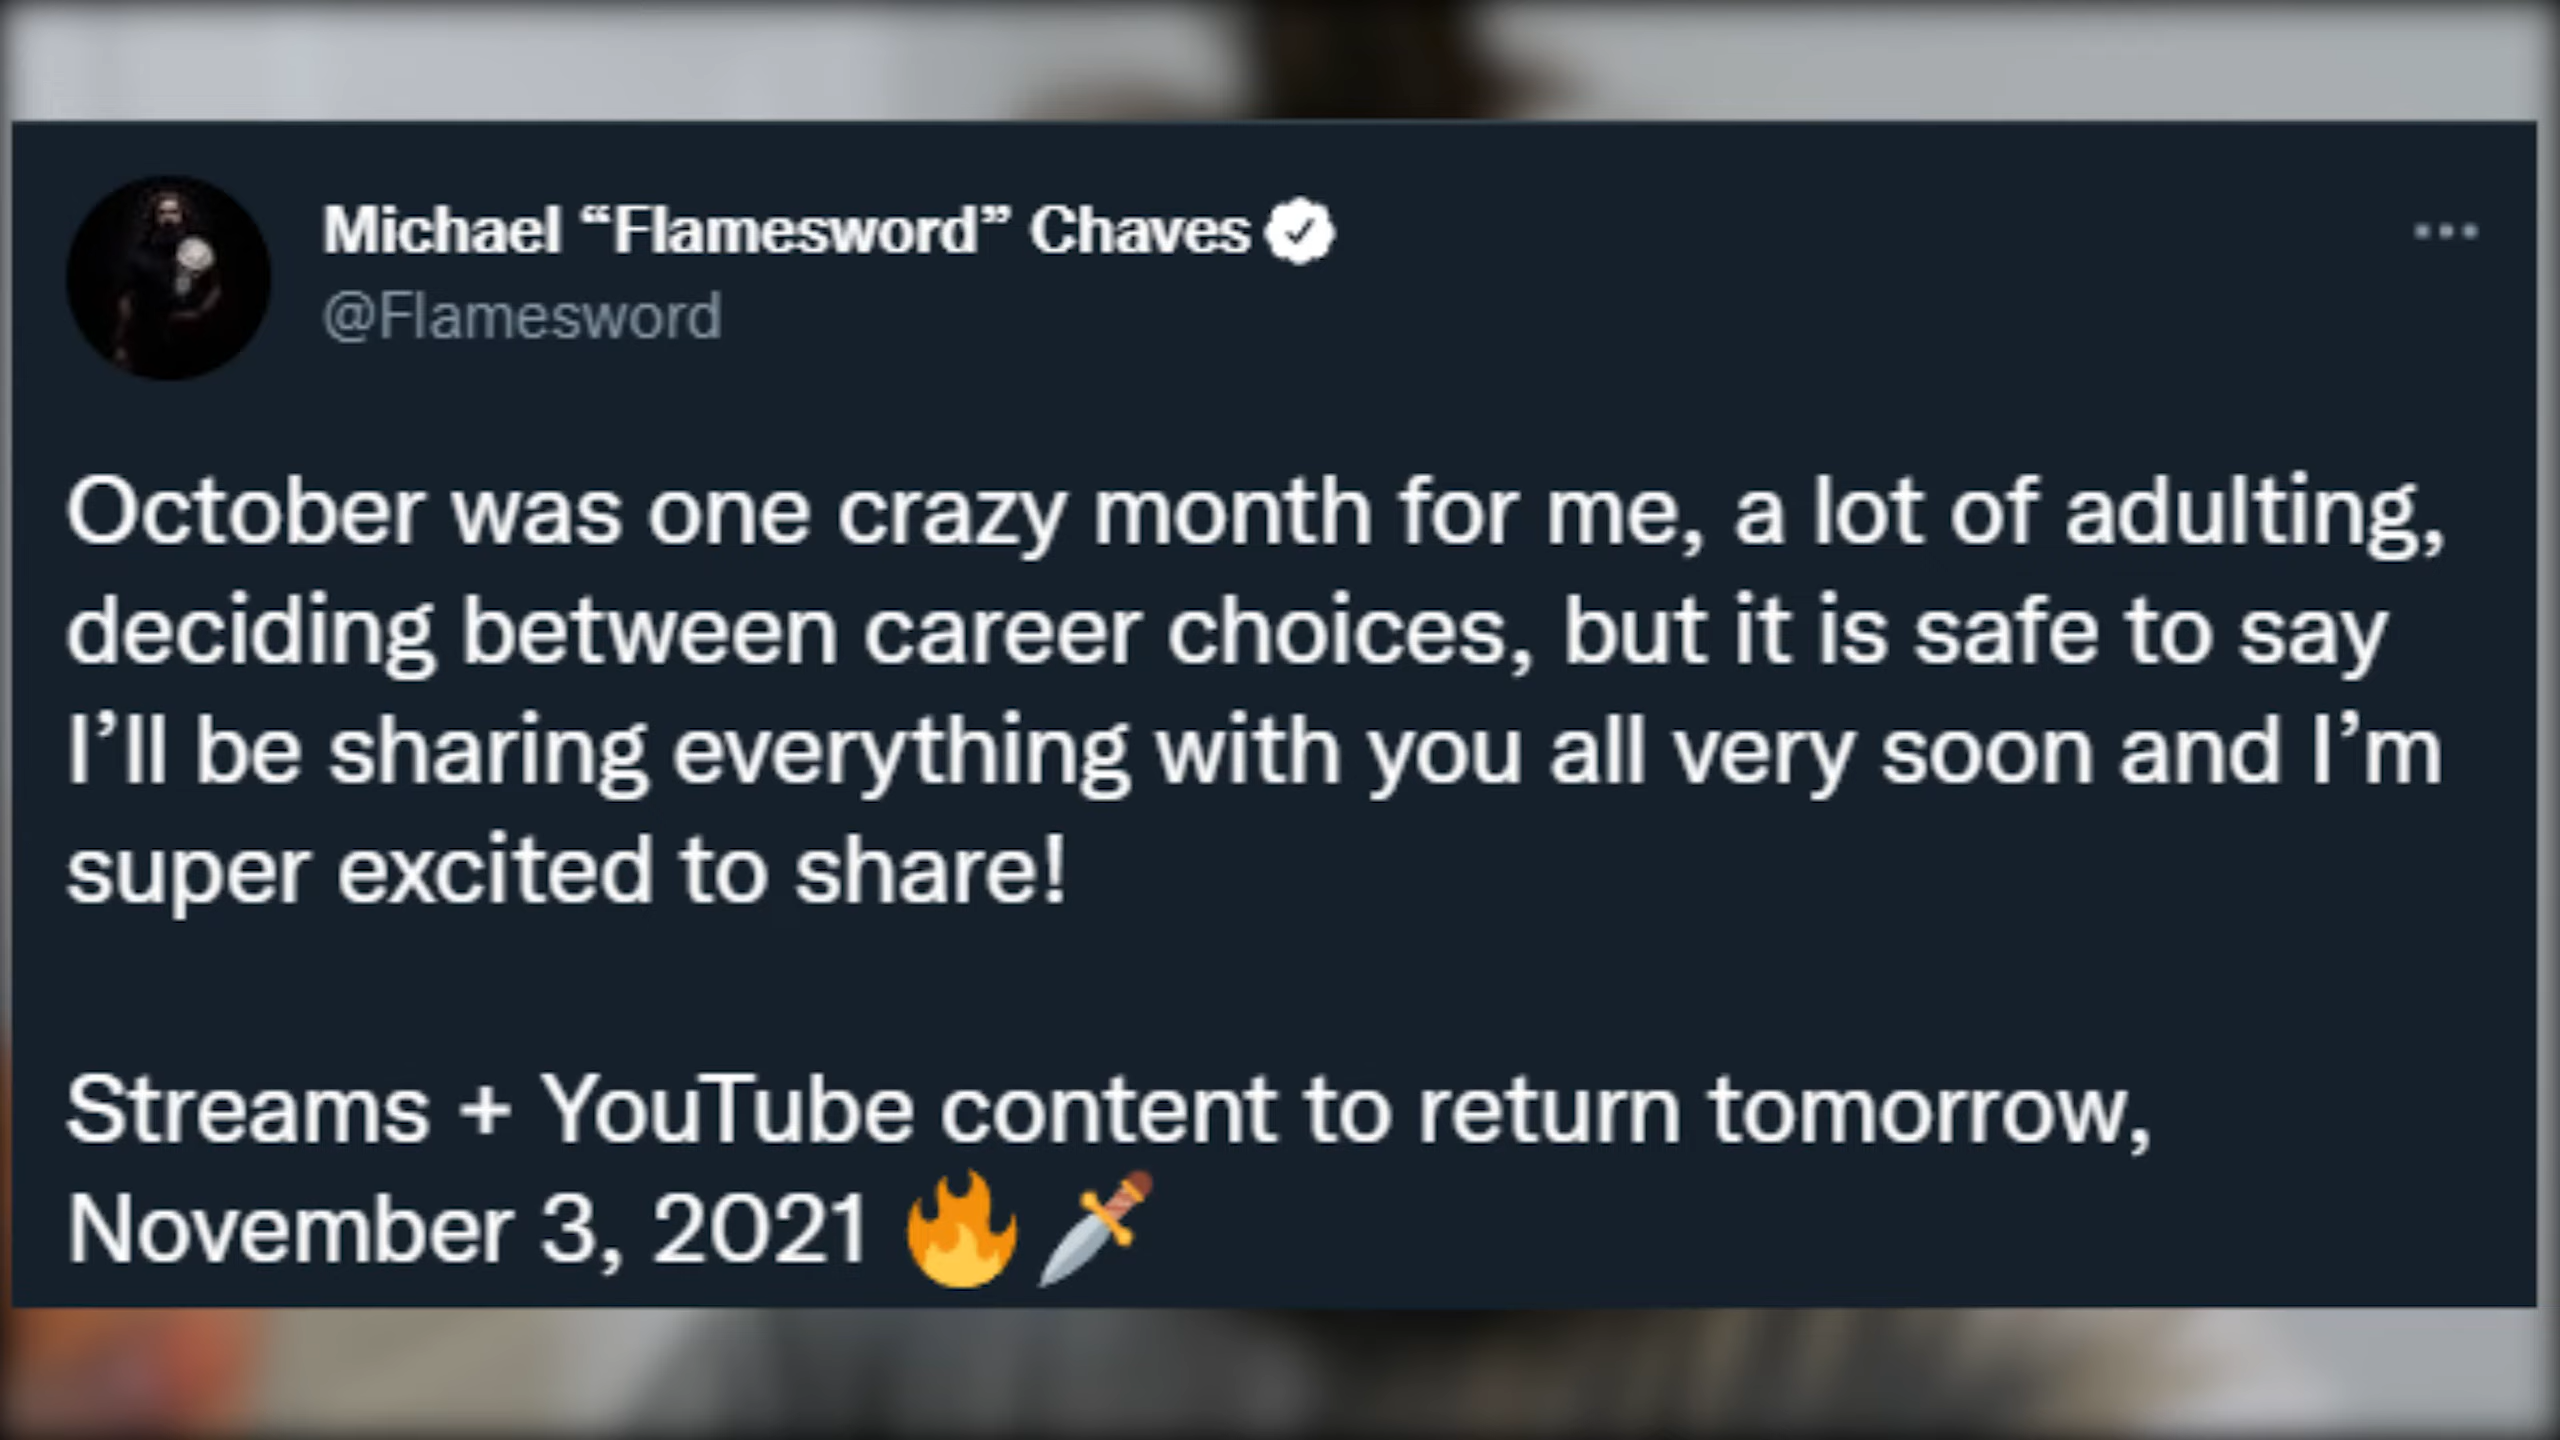 Michael “Flamesword” Chaves
@Flamesword
October was one crazy month for me, a lot of adulting,
deciding between career choices, but it is safe to say
I’ll be sharing everything with you all very soon and I’m
super excited to share!
Streams + YouTube content to return tomorrow,
November 3, 2021 🔥🗡️